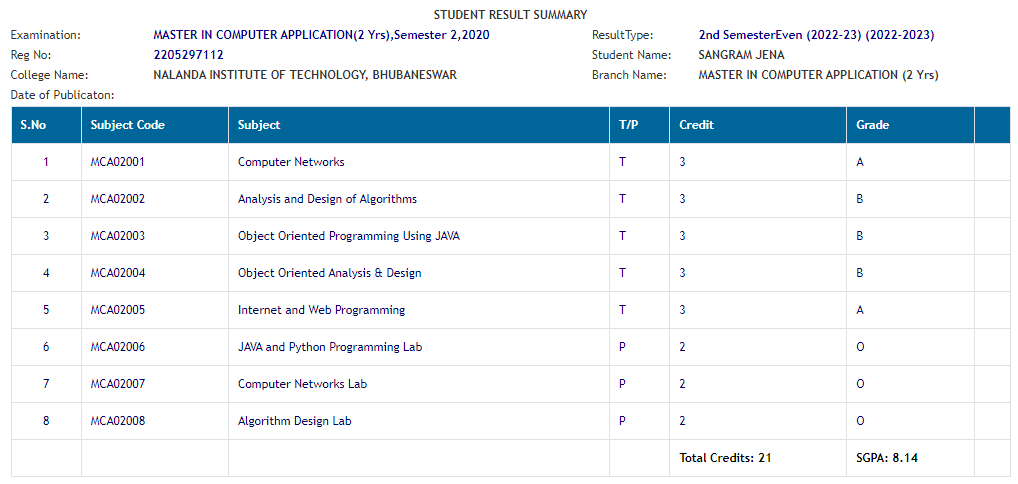 STUDENT RESULT SUMMARY
Examination: MASTER IN COMPUTER APPLICATION(2 Yrs),Semester 2,2020 ResultType: 2nd SemesterEven (2022-23) (2022-2023)
Reg No: 2205297112 Student Name: SANGRAM JENA
College Name: NALANDA INSTITUTE OF TECHNOLOGY, BHUBANESWAR Branch Name: MASTER IN COMPUTER APPLICATION (2 Yrs)
Date of Publicaton:
S.No Subject Code Subject T/P Credit Grade
1 MCA02001 Computer Networks T 3 A
2 MCA02002 Analysis and Design of Algorithms T 3 B
3 MCA02003 Object Oriented Programming Using JAVA T 3 B
4 MCA02004 Object Oriented Analysis & Design T 3 B
5 MCA02005 Internet and Web Programming T 3 A
6 MCA02006 JAVA and Python Programming Lab P 2 O
7 MCA02007 Computer Networks Lab P 2 O
8 MCA02008 Algorithm Design Lab P 2 O
Total Credits: 21 SGPA: 8.14